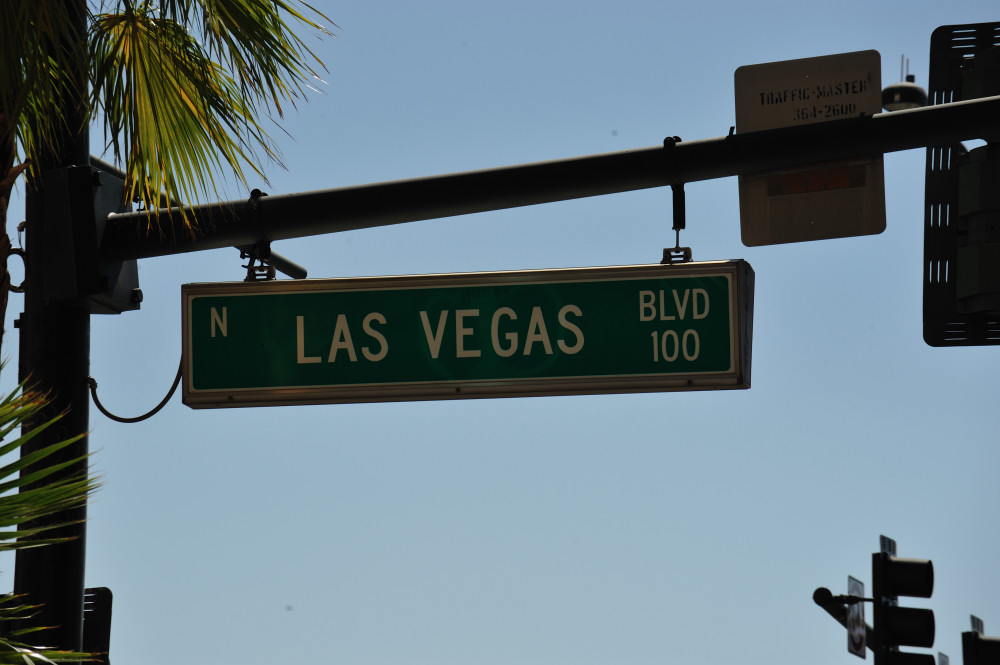 TRAFFIC-MASTER
364-2600
N LAS VEGAS BLVD
100